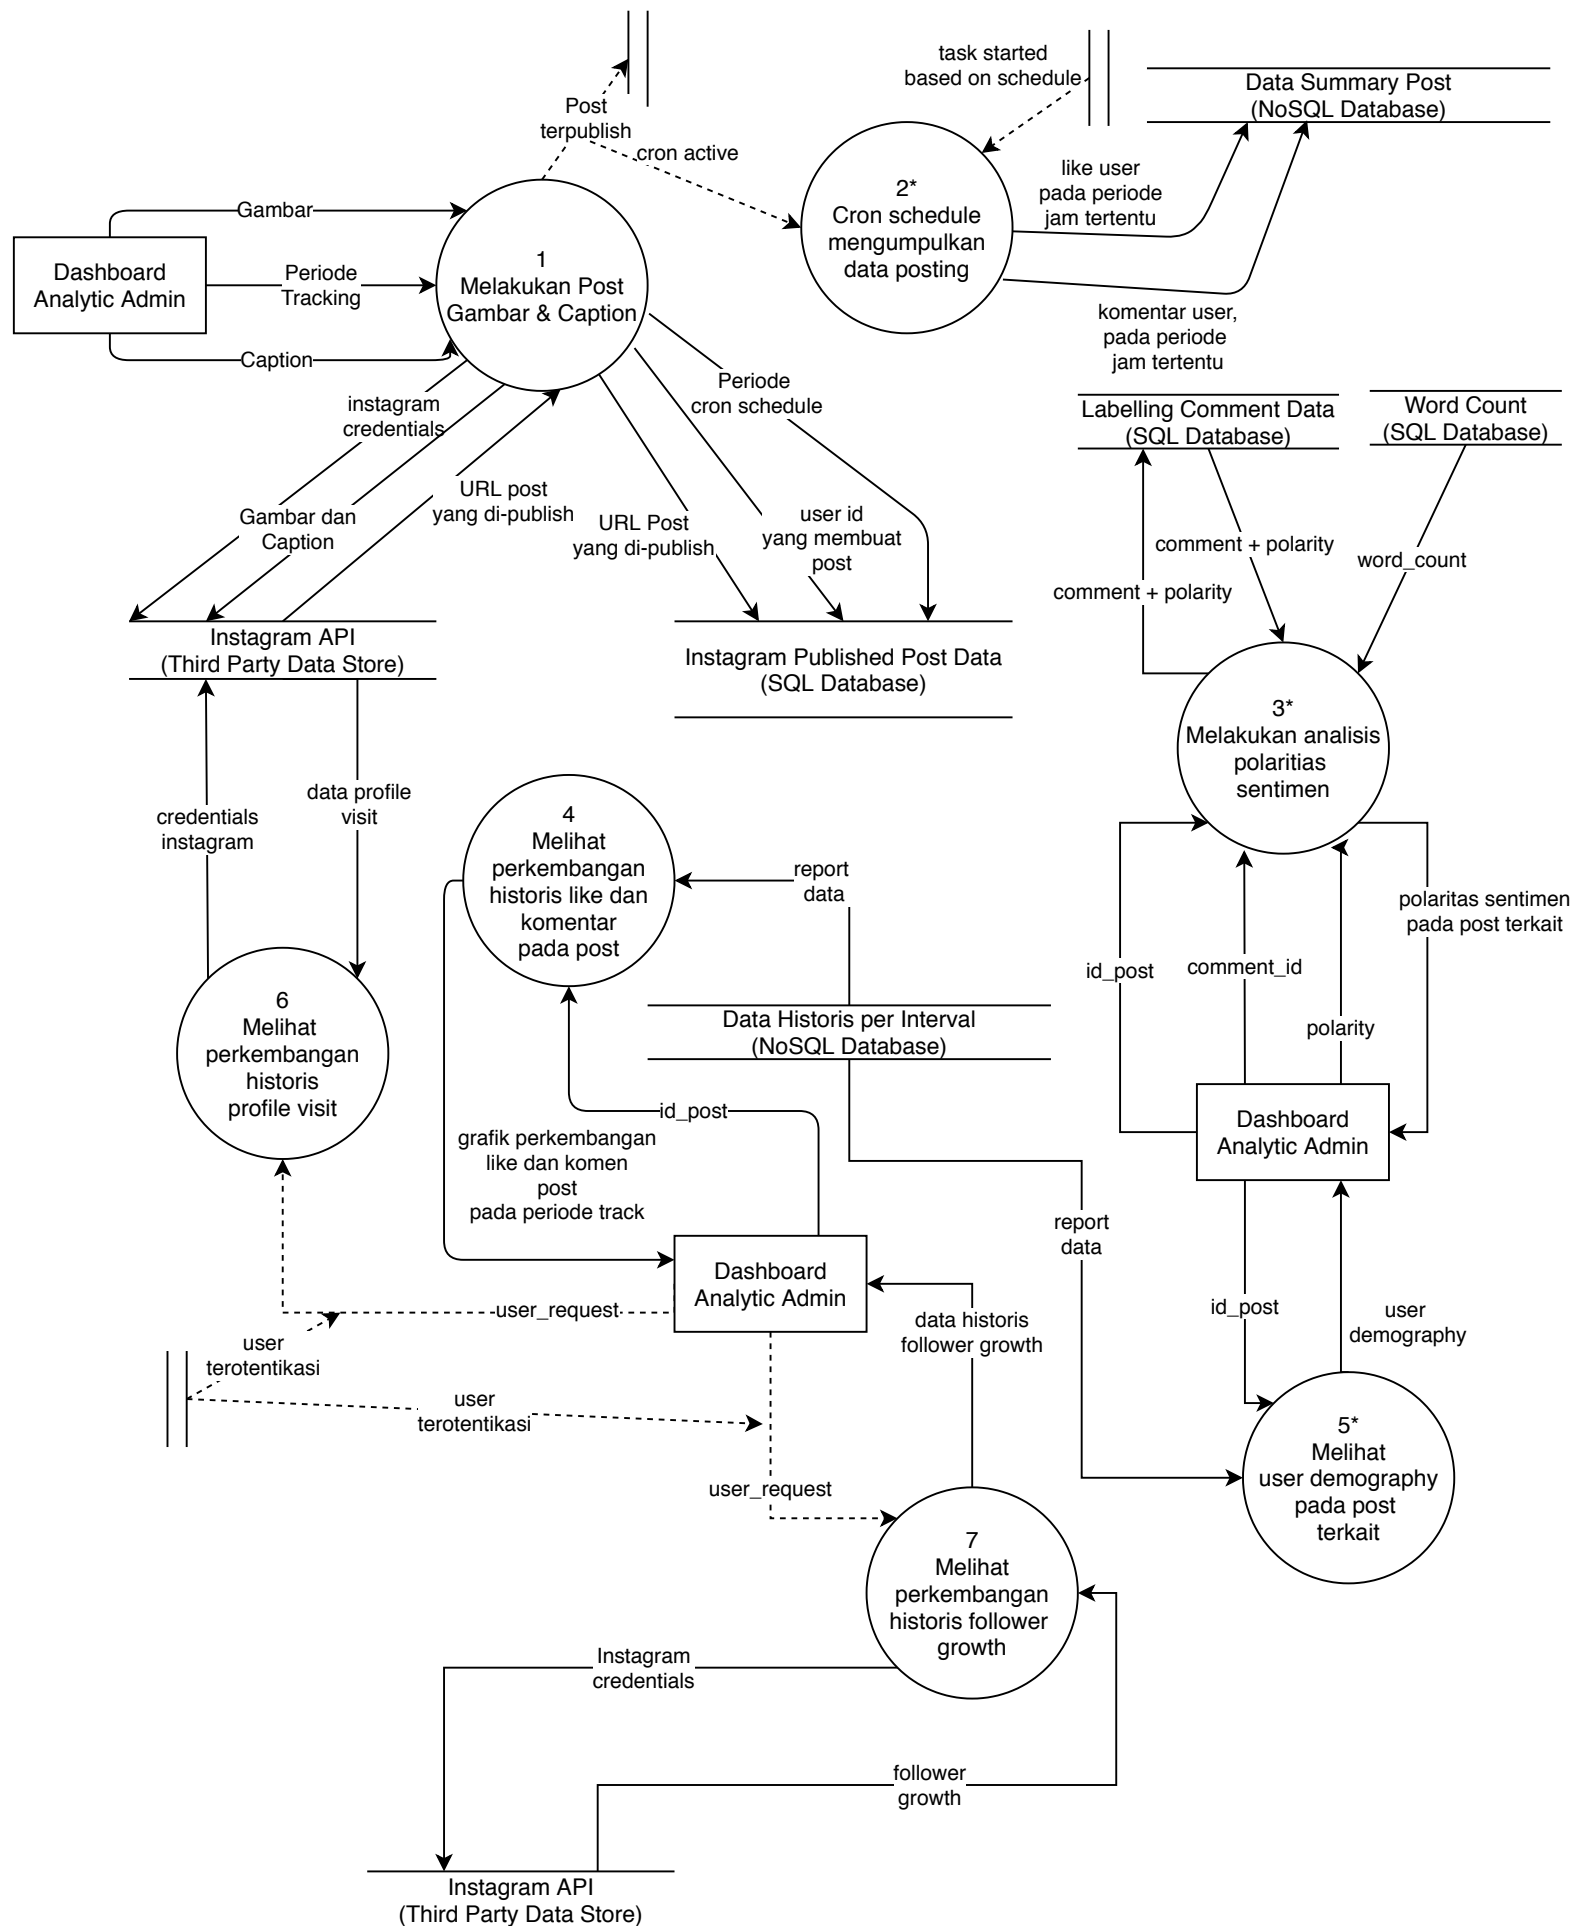 task started
based on schedule
Data Summary Post
(NoSQL Database)
Post
terpublish
cron active
2*
Cron schedule
mengumpulkan
data posting
like user
pada periode
jam tertentu
Gambar
Dashboard
Analytic Admin
Periode
Tracking
1
Melakukan Post
Gambar & Caption
Caption
komentar user,
pada periode
jam tertentu
instagram
credentials
Periode
cron schedule
Labelling Comment Data
(SQL Database)
Word Count
(SQL Database)
Gambar dan
Caption
URL post
yang di-publish
URL Post
yang di-publish
user id
yang membuat
post
comment + polarity
word_count
comment + polarity
Instagram API
(Third Party Data Store)
Instagram Published Post Data
(SQL Database)
3*
Melakukan analisis
polaritias
sentimen
credentials
instagram
data profile
visit
4
Melihat
perkembangan
historis like dan
komentar
pada post
report
data
id_post
comment_id
polarity
polaritas sentimen
pada post terkait
6
Melihat
perkembangan
historis
profile visit
Data Historis per Interval
(NoSQL Database)
id_post
grafik perkembangan
like dan komen
post
pada periode track
Dashboard
Analytic Admin
report
data
Dashboard
Analytic Admin
user_request
user
terotentikasi
user
terotentikasi
data historis
follower growth
id_post
user
demography
user_request
5*
Melihat
user demography
pada post
terkait
7
Melihat
perkembangan
historis follower
growth
Instagram
credentials
follower
growth
Instagram API
(Third Party Data Store)